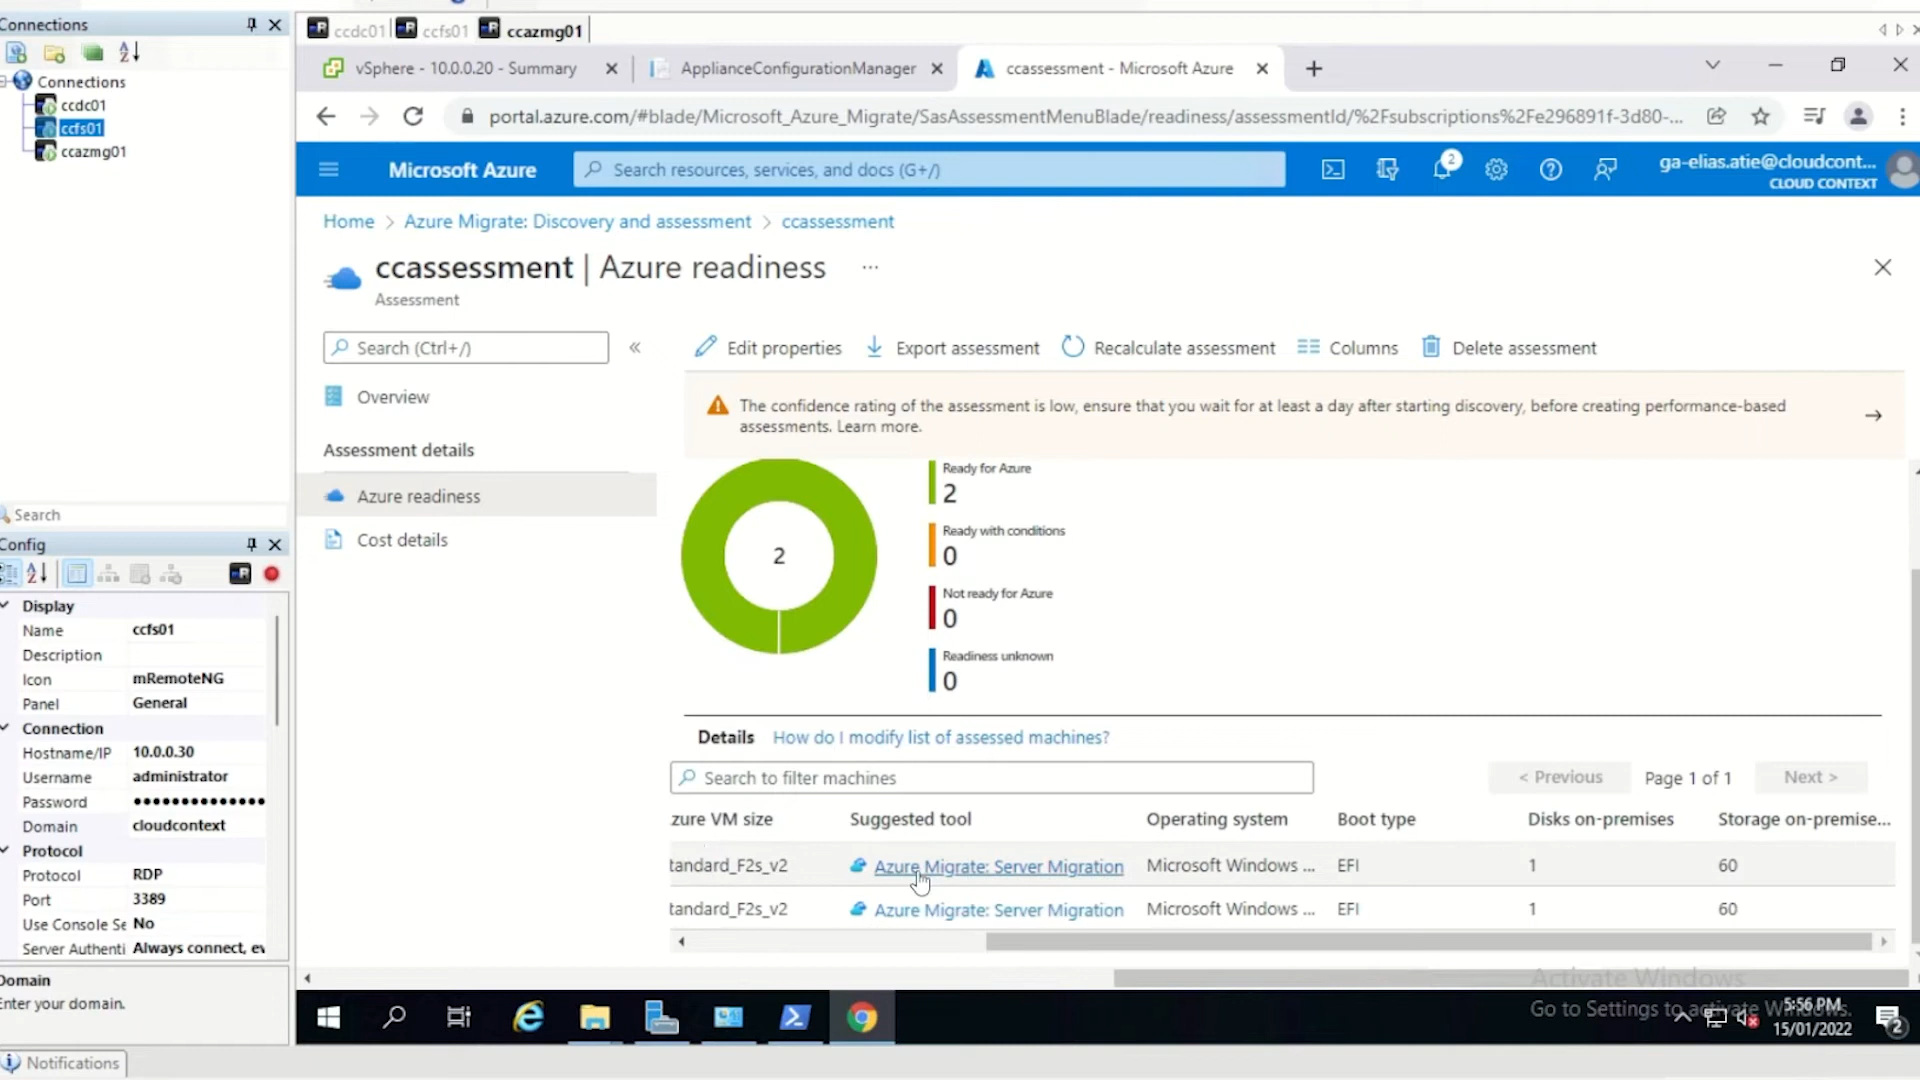 Connections
Connections
ccdc01
ccfs01
ccazmg01
Search
Config
Display
Name ccfs01
Description
Icon mRemoteNG
Panel General
Connection
Hostname/IP 10.0.0.30
Username administrator
Password ●●●●●●●●●●●●●●●
Domain cloudcontext
Protocol
Protocol RDP
Port 3389
Use Console Se No
Server Authenti Always connect, ev
Domain
Enter your domain.
Notifications
ccdc01 ccfs01 ccazmg01
vSphere - 10.0.0.20 - Summary
ApplianceConfigurationManager
ccassessment - Microsoft Azure
portal.azure.com/#blade/Microsoft_Azure_Migrate/SasAssessmentMenuBlade/readiness/assessmentId/%2Fsubscriptions%2Fe296891f-3d80-...
Microsoft Azure
Search resources, services, and docs (G+/)
2
ga-elias.atie@cloudcont...
CLOUD CONTEXT
Home > Azure Migrate: Discovery and assessment > ccassessment
ccassessment | Azure readiness ...
Assessment
Search (Ctrl+/)
«
Overview
Assessment details
Azure readiness
Cost details
Edit properties
Export assessment
Recalculate assessment
Columns
Delete assessment
The confidence rating of the assessment is low, ensure that you wait for at least a day after starting discovery, before creating performance-based
assessments. Learn more.
2
Ready for Azure
2
Ready with conditions
0
Not ready for Azure
0
Readiness unknown
0
Details How do I modify list of assessed machines?
Search to filter machines
< Previous Page 1 of 1 Next >
zure VM size Suggested tool Operating system Boot type Disks on-premises Storage on-premise...
tandard_F2s_v2 Azure Migrate: Server Migration Microsoft Windows ... EFI 1 60
tandard_F2s_v2 Azure Migrate: Server Migration Microsoft Windows ... EFI 1 60
Activate Windows
Go to Settings to activate Windows.
5:56 PM
15/01/2022
2